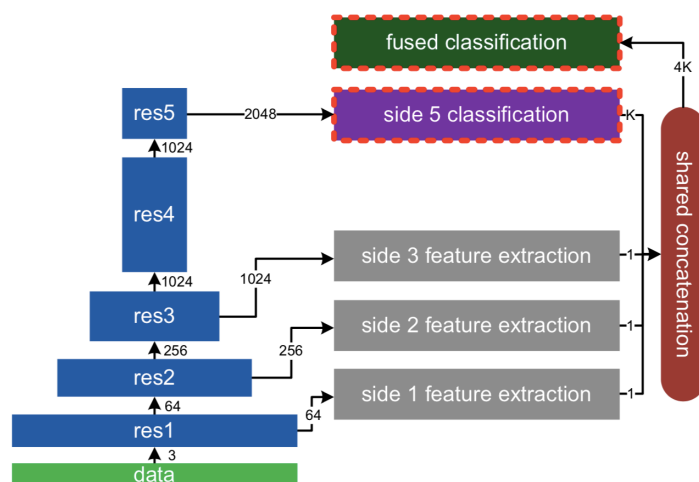 fused classification
4K
res5
2048
side 5 classification
K
1024
res4
shared concatenation
side 3 feature extraction
1
1024
1024
res3
side 2 feature extraction
1
256
256
res2
side 1 feature extraction
1
64
64
res1
3
data